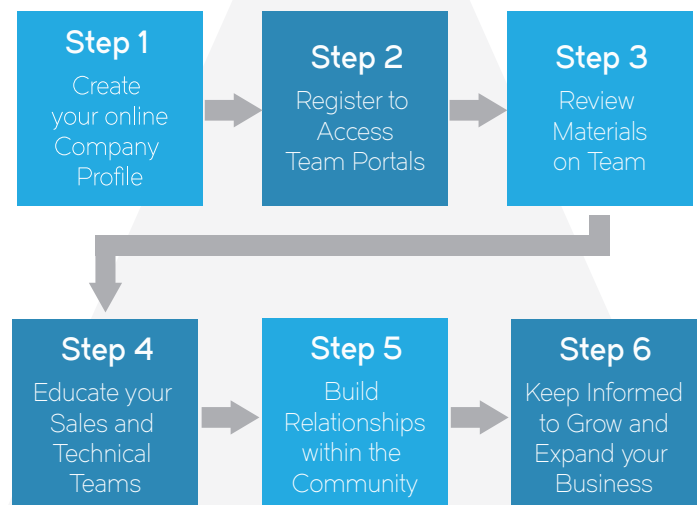 Step 1
Create
your online
Company
Profile
Step 2
Register to
Access
Team Portals
Step 3
Review
Materials
on Team
Step 4
Educate your
Sales and
Technical
Teams
Step 5
Build
Relationships
within the
Community
Step 6
Keep Informed
to Grow and
Expand your
Business